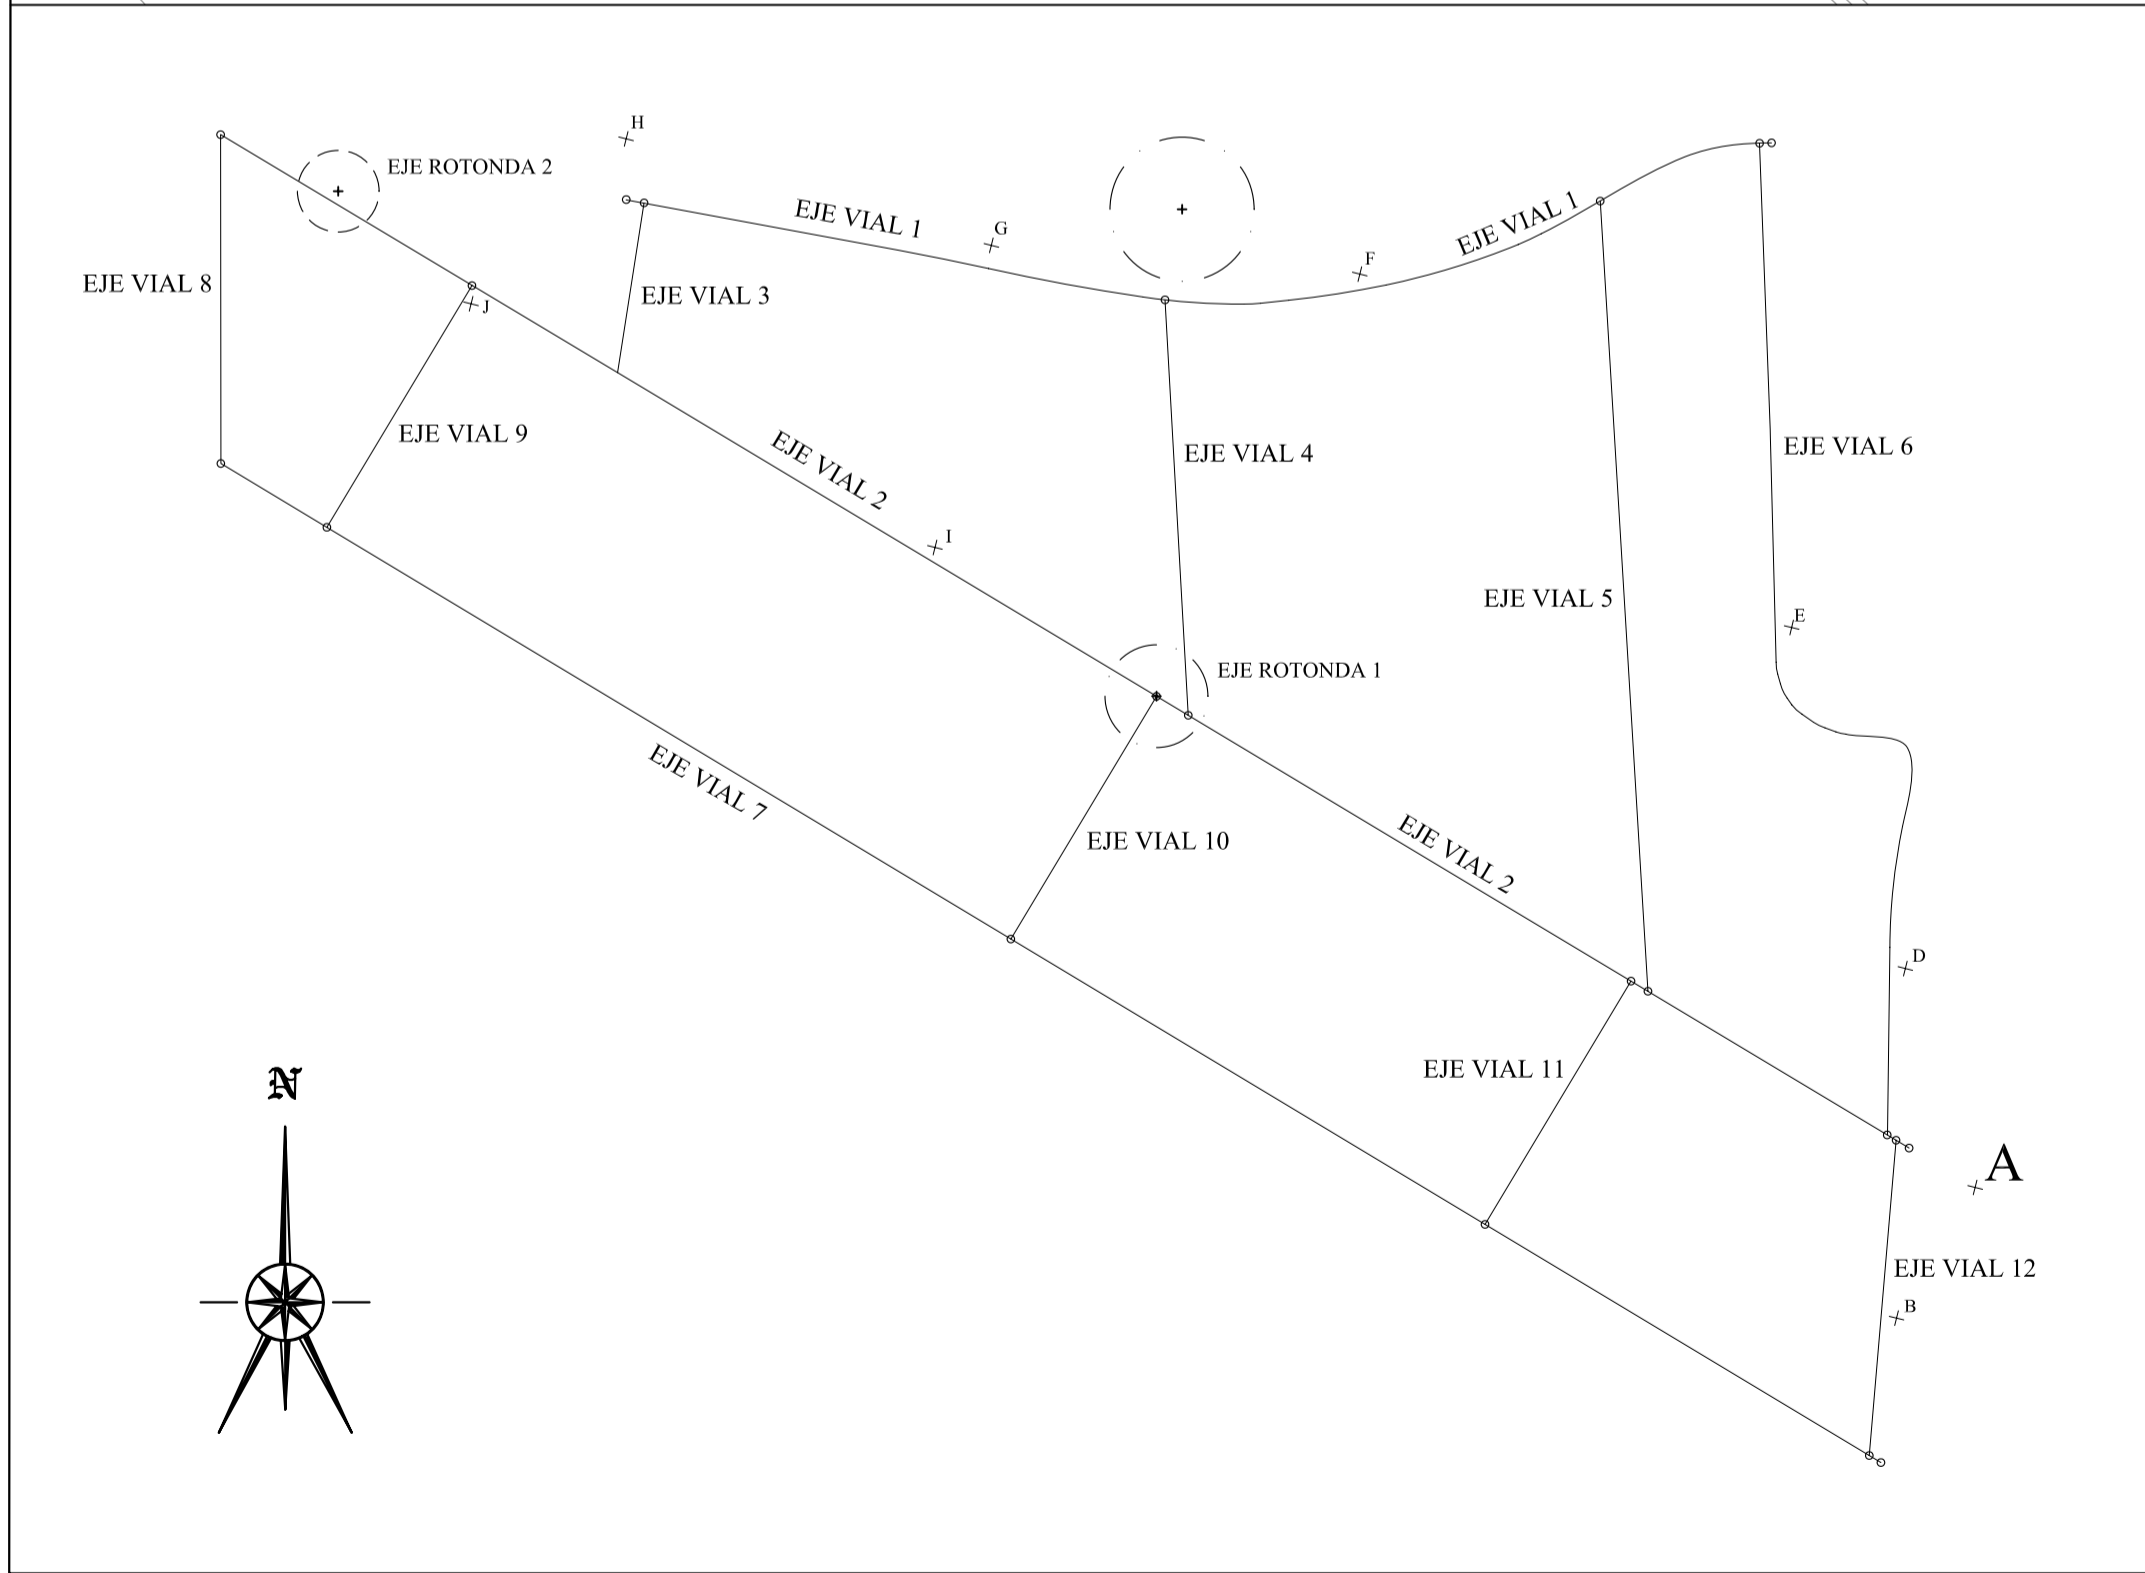 H
EJE ROTONDA 2
EJE VIAL 1
EJE VIAL 1
G
F
EJE VIAL 8
EJE VIAL 3
J
EJE VIAL 9
EJE VIAL 2
EJE VIAL 4
EJE VIAL 6
I
EJE VIAL 5
E
EJE ROTONDA 1
EJE VIAL 7
EJE VIAL 10
EJE VIAL 2
D
EJE VIAL 11
N
A
EJE VIAL 12
B